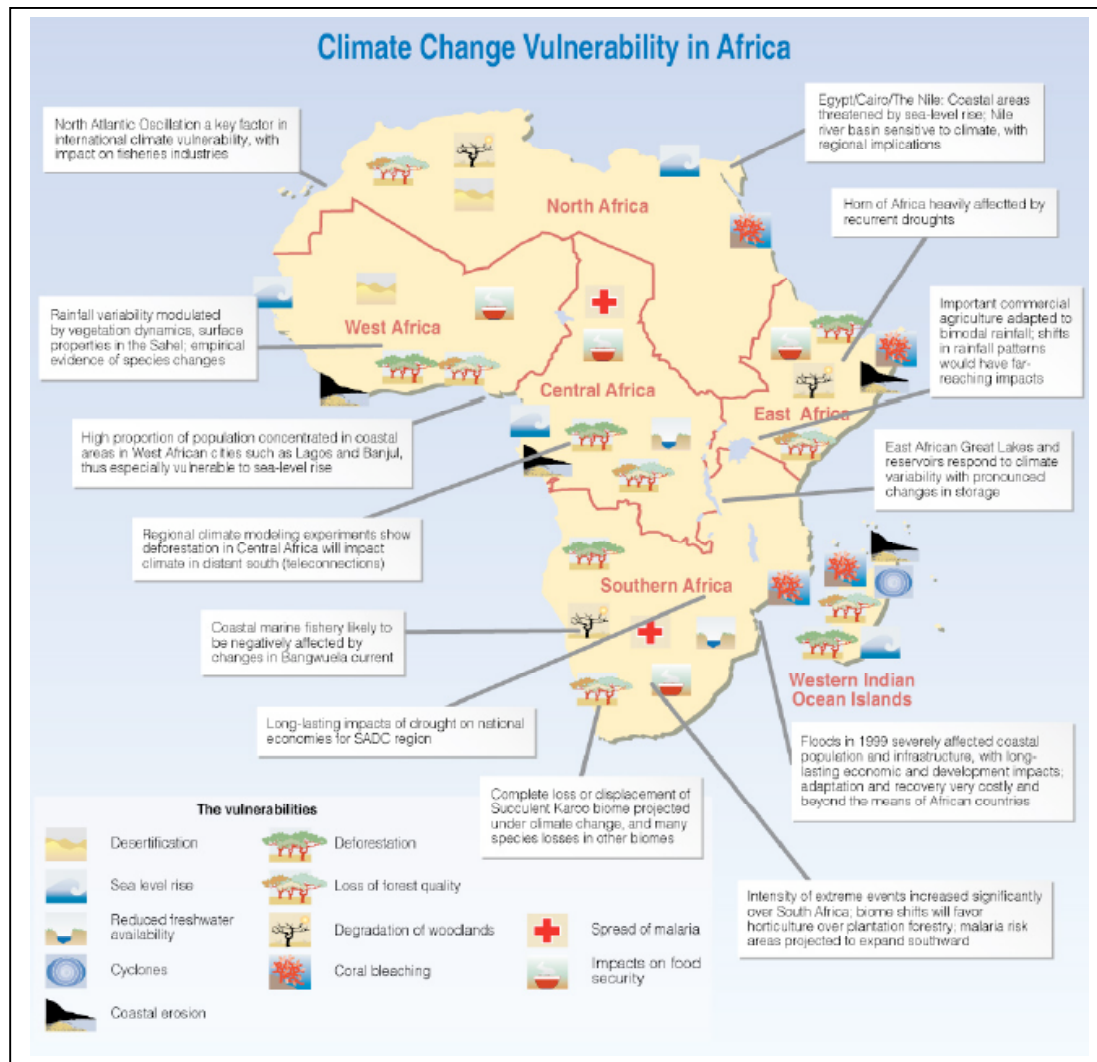 Climate Change Vulnerability in Africa
North Atlantic Oscillation a key factor in
international climate vulnerability, with
impact on fisheries industries
Egypt/Cairo/The Nile: Coastal areas
threatened by sea-level rise; Nile
river basin sensitive to climate, with
regional implications
North Africa
Horn of Africa heavily affectted by
recurrent droughts
Rainfall variability modulated
by vegetation dynamics, surface
properties in the Sahel; empirical
evidence of species changes
West Africa
Important commercial
agriculture adapted to
bimodal rainfall; shifts
in rainfall patterns
would have far-
reaching impacts
Central Africa
East Africa
High proportion of population concentrated in coastal
areas in West African cities such as Lagos and Banjul,
thus especially vulnerable to sea-level rise
East African Great Lakes and
reservoirs respond to climate
variability with pronounced
changes in storage
Regional climate modeling experiments show
deforestation in Central Africa will impact
climate in distant south (teleconnections)
Southern Africa
Coastal marine fishery likely to
be negatively affected by
changes in Bangwuela current
Western Indian
Ocean Islands
Long-lasting impacts of drought on national
economies for SADC region
Floods in 1999 severely affected coastal
population and infrastructure, with long-
lasting economic and development impacts;
adaptation and recovery very costly and
beyond the means of African countries
Complete loss or displacement of
Succulent Karoo biome projected
under climate change, and many
species losses in other biomes
Intensity of extreme events increased significantly
over South Africa; biome shifts will favor
horticulture over plantation forestry; malaria risk
areas projected to expand southward
The vulnerabilities
Desertification
Sea level rise
Reduced freshwater
availability
Cyclones
Coastal erosion
Deforestation
Loss of forest quality
Degradation of woodlands
Coral bleaching
Spread of malaria
Impacts on food
security